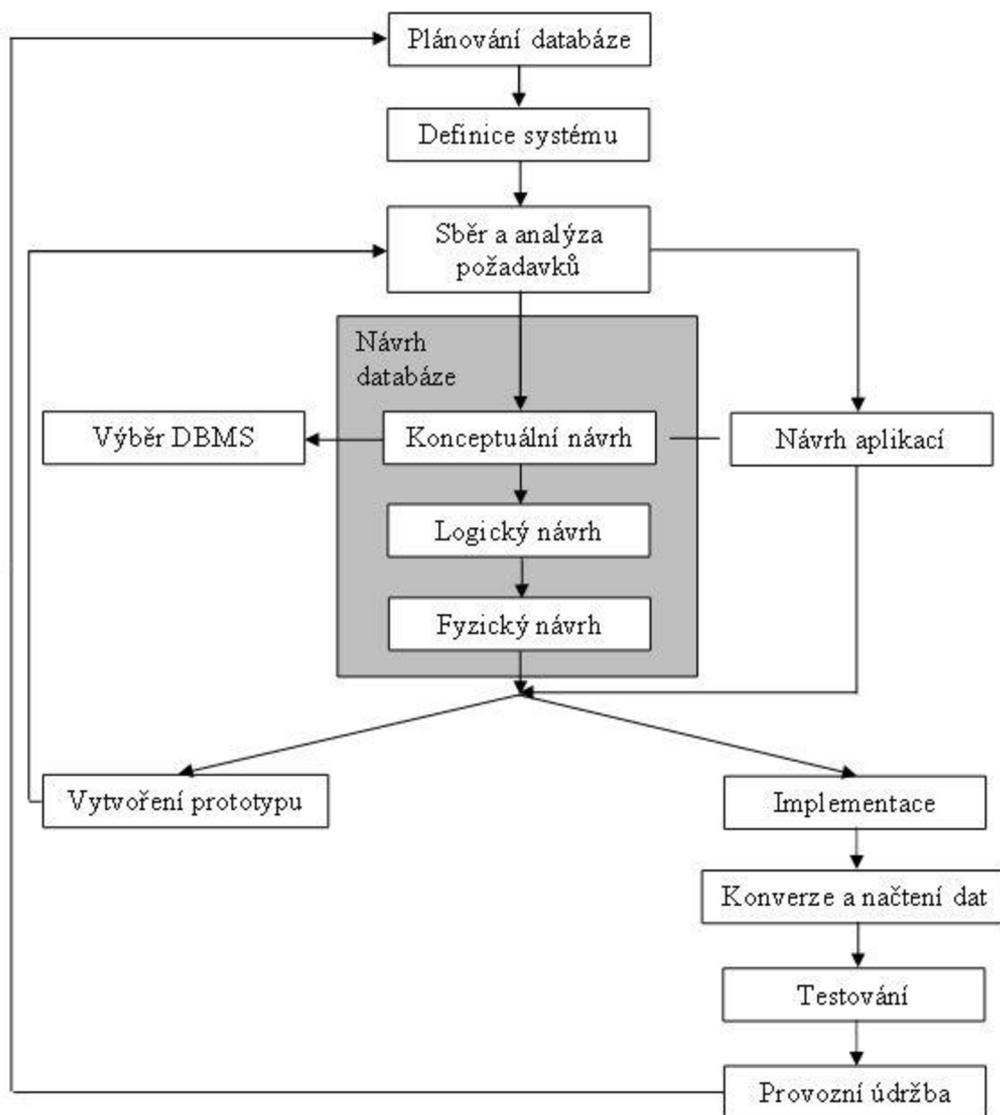 Plánování databáze
Definice systému
Sběr a analýza
požadavků
Návrh
databáze
Výběr DBMS
Konceptuální návrh
Návrh aplikací
Logický návrh
Fyzický návrh
Vytvoření prototypu
Implementace
Konverze a načtení dat
Testování
Provozní údržba